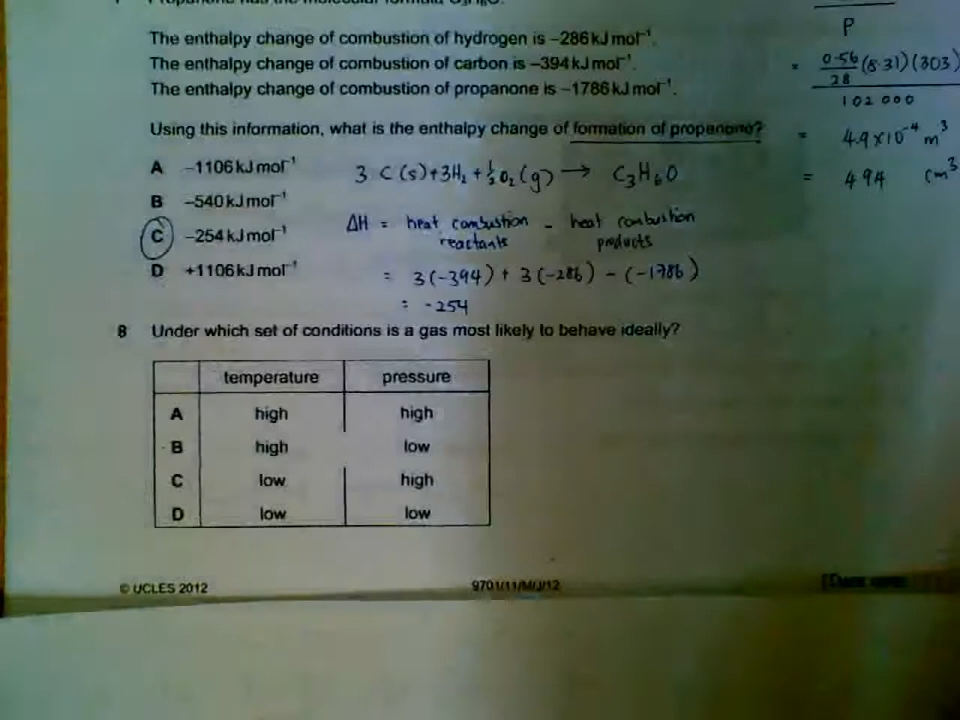 Propanone has the molecular formula C₃H₆O.
The enthalpy change of combustion of hydrogen is –286 kJ mol⁻¹.
The enthalpy change of combustion of carbon is –394 kJ mol⁻¹.
The enthalpy change of combustion of propanone is –1786 kJ mol⁻¹.
Using this information, what is the enthalpy change of formation of propanone?
A –1106 kJ mol⁻¹
B –540 kJ mol⁻¹
C –254 kJ mol⁻¹
D +1106 kJ mol⁻¹
3 C (s) + 3H₂ + ½O₂ (g) → C₃H₆O
ΔH = heat combustion reactants – heat combustion products
= 3(-394) + 3(-286) - (-1786)
= -254
P
= 0.56/28 (8.31)(303)
102 000
= 4.9 x 10⁻⁴ m³
= 494 cm³
8 Under which set of conditions is a gas most likely to behave ideally?
temperature pressure
A high high
B high low
C low high
D low low
© UCLES 2012
9701/11/M/J/12